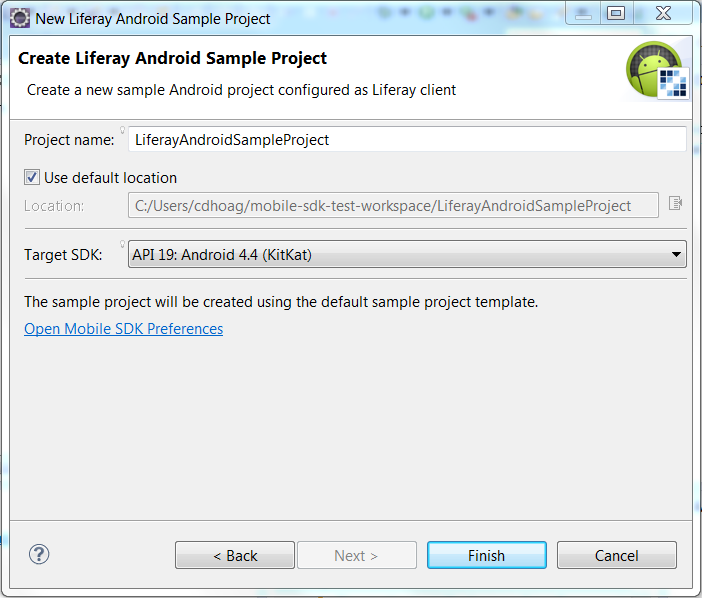 New Liferay Android Sample Project
Create Liferay Android Sample Project
Create a new sample Android project configured as Liferay client
Project name: LiferayAndroidSampleProject
Use default location
Location: C:/Users/cdhoag/mobile-sdk-test-workspace/LiferayAndroidSampleProject
Target SDK: API 19: Android 4.4 (KitKat)
The sample project will be created using the default sample project template.
Open Mobile SDK Preferences
? < Back Next > Finish Cancel